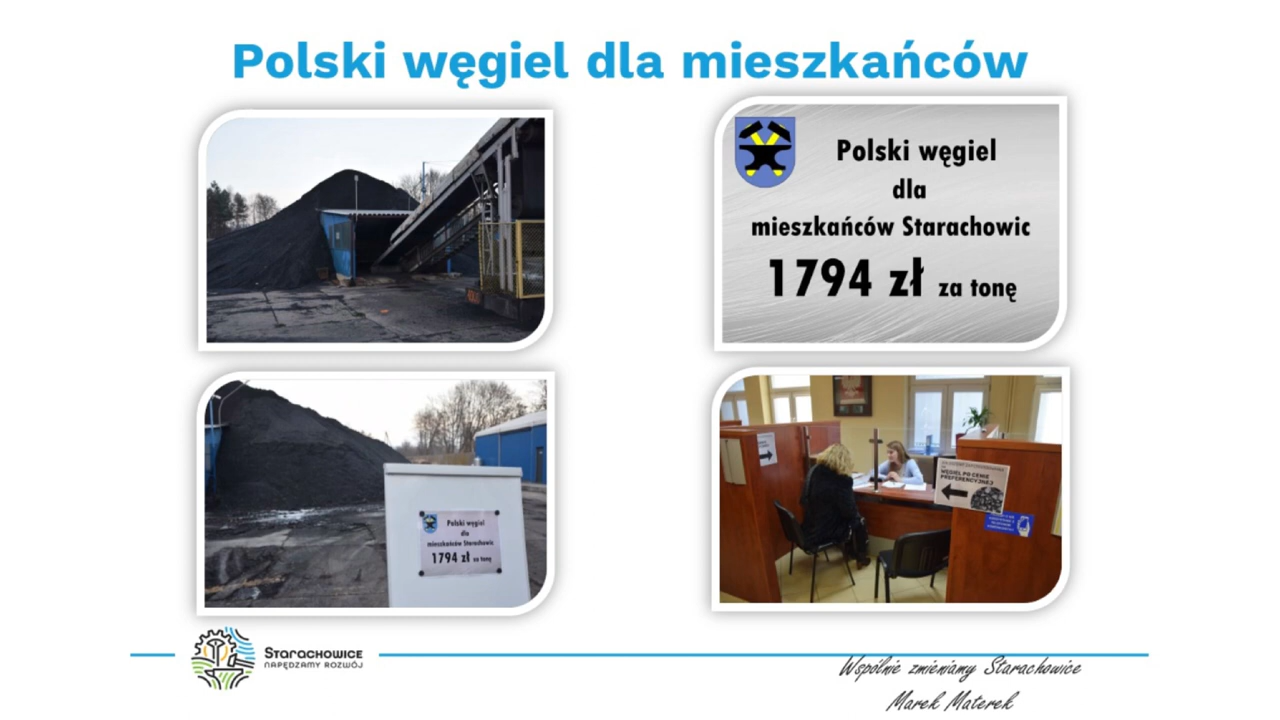 Polski węgiel dla mieszkańców
Polski węgiel
dla
mieszkańców Starachowic
1794 zł za tonę
Polski węgiel
dla
mieszkańców Starachowic
1794 zł za tonę
WĘGIEL PO CENIE
PREFERENCYJNEJ
Starachowice
NAPĘDZAMY ROZWÓJ
Wspólnie zmieniamy Starachowice
Marek Materek